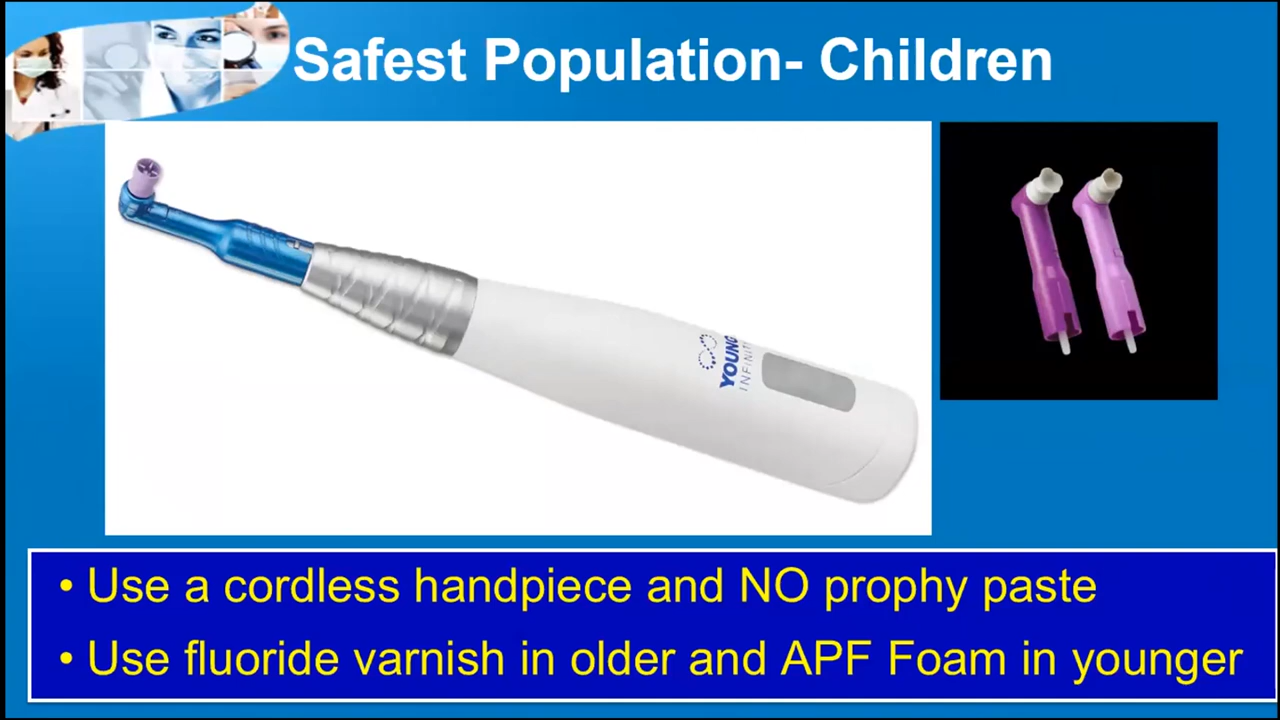 Safest Population- Children
YOUNG
INFINITY
• Use a cordless handpiece and NO prophy paste
• Use fluoride varnish in older and APF Foam in younger